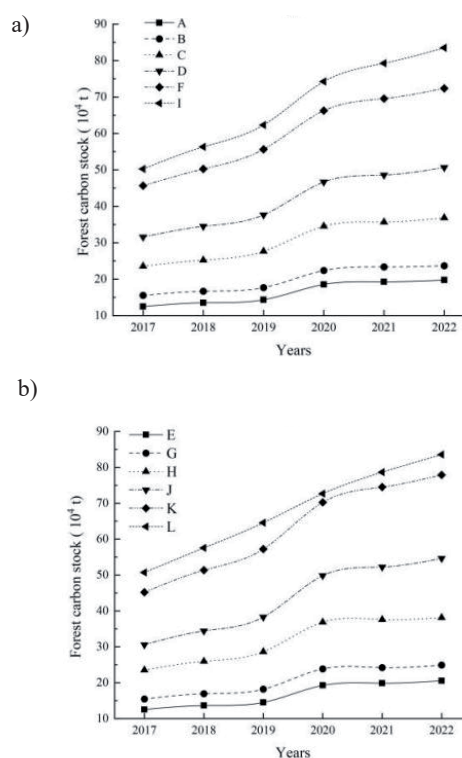 a)
A
B
C
D
F
I
Forest carbon stock ( 10⁴ t)
90
80
70
60
50
40
30
20
10
2017 2018 2019 2020 2021 2022
Years
b)
E
G
H
J
K
L
Forest carbon stock ( 10⁴ t)
90
80
70
60
50
40
30
20
10
2017 2018 2019 2020 2021 2022
Years